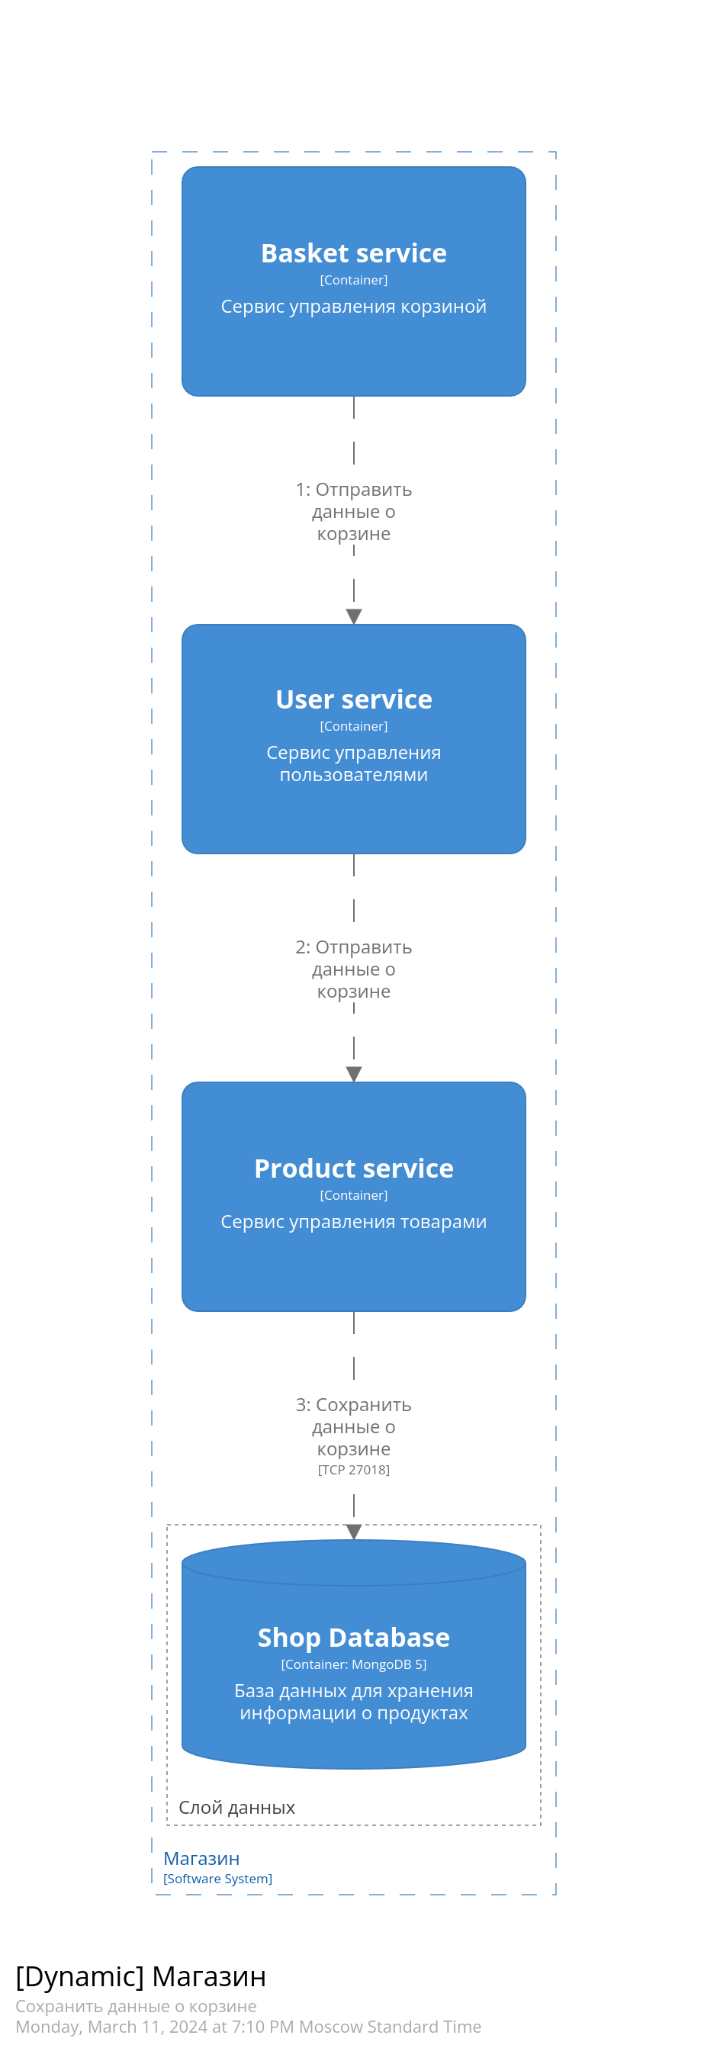 Basket service
[Container]
Сервис управления корзиной
1: Отправить
данные о
корзине
User service
[Container]
Сервис управления
пользователями
2: Отправить
данные о
корзине
Product service
[Container]
Сервис управления товарами
3: Сохранить
данные о
корзине
[TCP 27018]
Shop Database
[Container: MongoDB 5]
База данных для хранения
информации о продуктах
Слой данных
Магазин
[Software System]
[Dynamic] Магазин
Сохранить данные о корзине
Monday, March 11, 2024 at 7:10 PM Moscow Standard Time